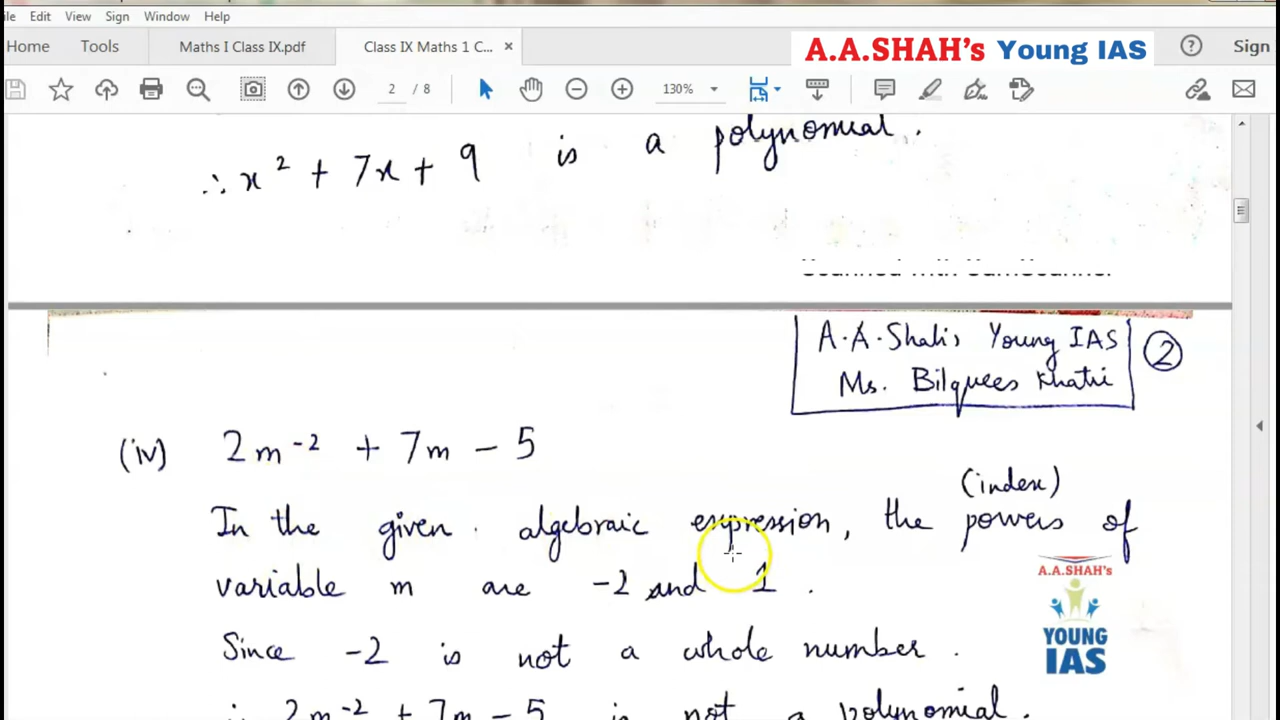 ile Edit View Sign Window Help
Home Tools Maths I Class IX.pdf Class IX Maths 1 C... ×
A.A.SHAH's Young IAS
? Sign
2 / 8 130%
∴ x² + 7x + 9 is a polynomial.
A.A.Shah's Young IAS
Ms. Bilquees Khatri
2
(iv) 2m⁻² + 7m - 5
(index)
In the given algebraic expression, the powers of
variable m are -2 and 1.
Since -2 is not a whole number.
∴ 2m⁻² + 7m - 5 is not a polynomial.
A.A.SHAH's
YOUNG
IAS